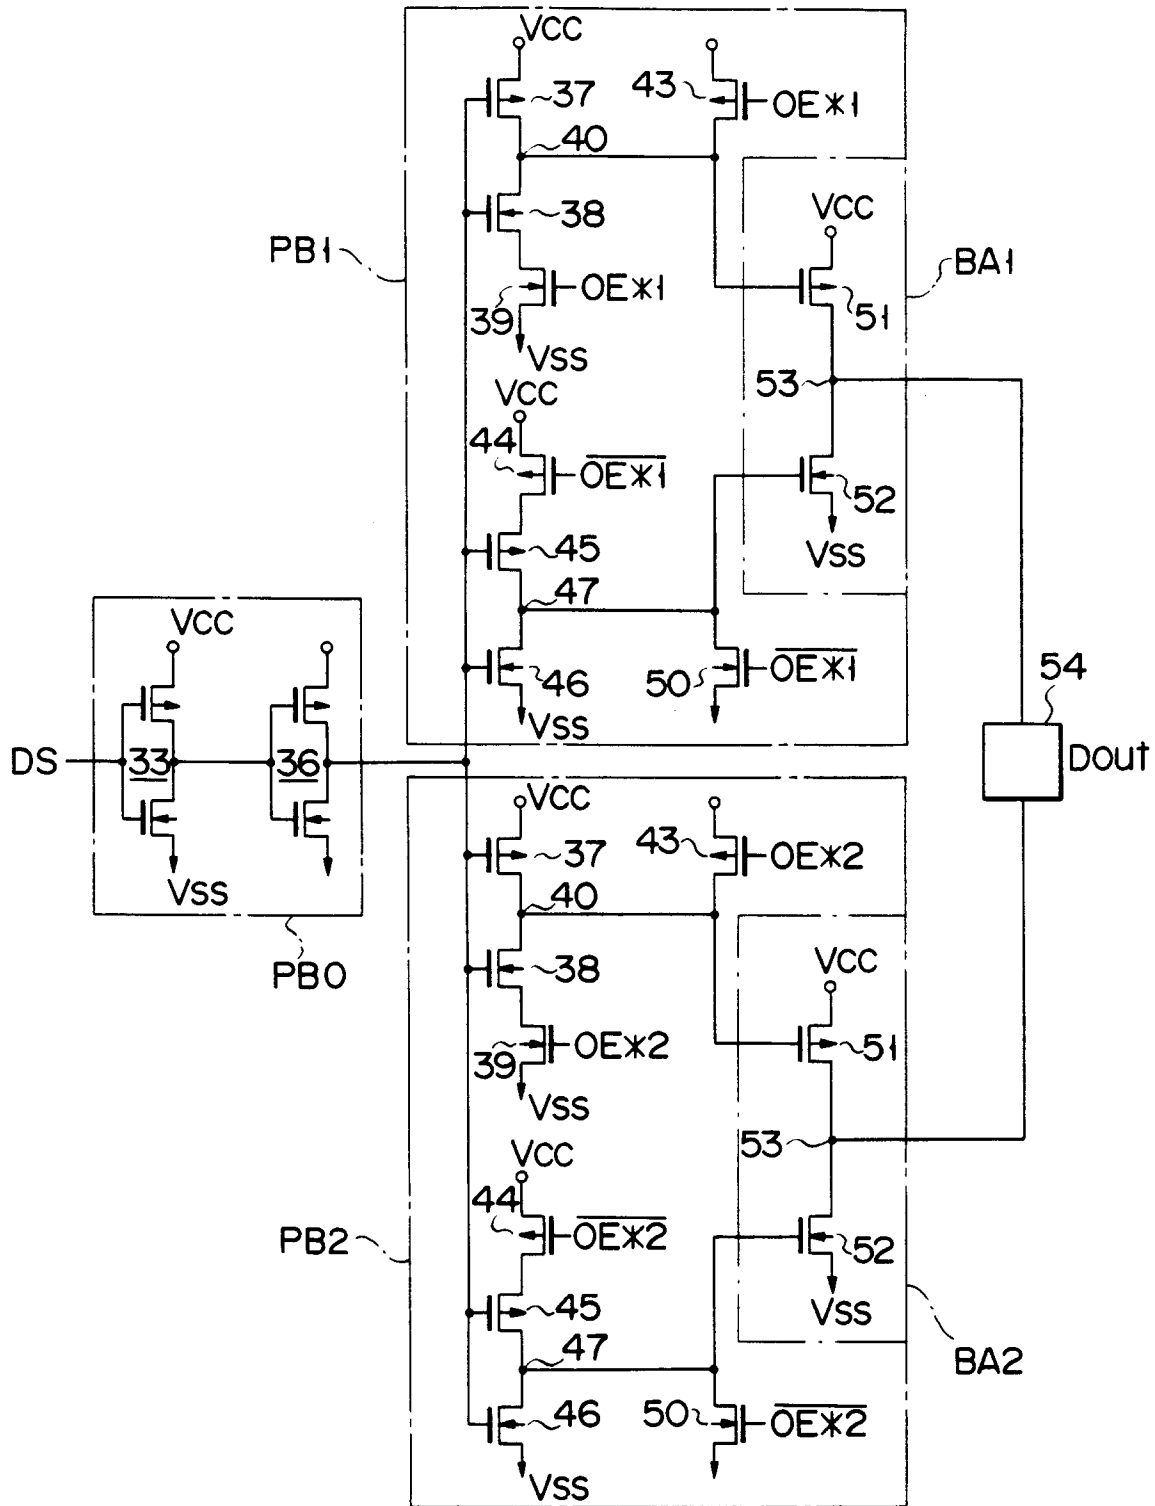 VCC
37
43
OE*1
40
38
PB1
VCC
BA1
39
OE*1
51
VSS
VCC
53
44
OE*1
52
45
VSS
47
VCC
46
50
OE*1
54
VSS
DS
33
36
Dout
VCC
VSS
37
43
OE*2
40
PB0
38
VCC
39
OE*2
51
VSS
VCC
53
44
OE*2
PB2
52
45
VSS
47
BA2
46
50
OE*2
VSS